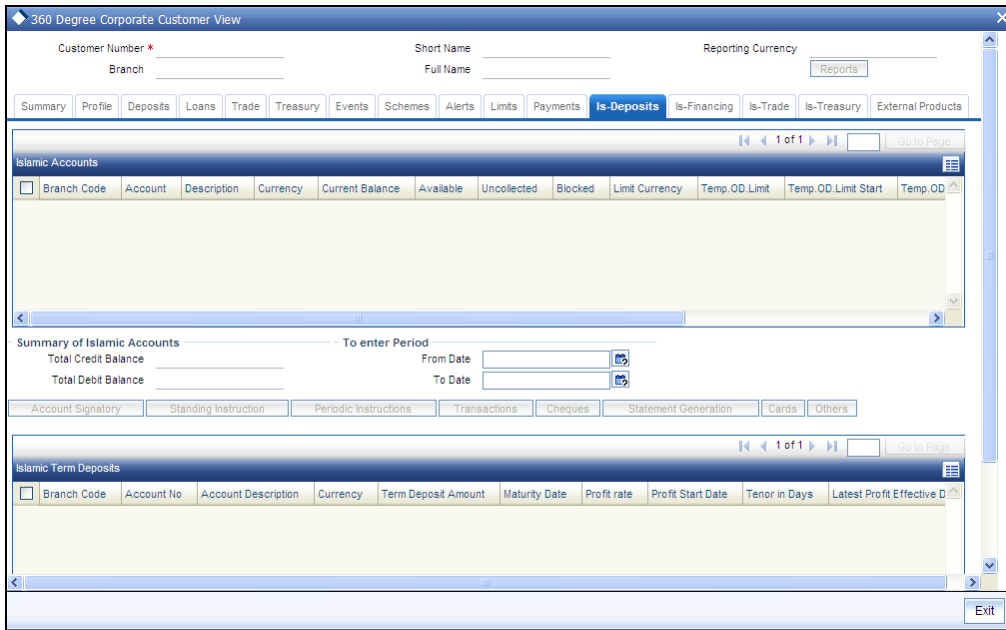 360 Degree Corporate Customer View
Customer Number * Short Name Reporting Currency
Branch Full Name Reports
Summary Profile Deposits Loans Trade Treasury Events Schemes Alerts Limits Payments Is-Deposits Is-Financing Is-Trade Is-Treasury External Products
1 of 1 Go to Page
Islamic Accounts
Branch Code Account Description Currency Current Balance Available Uncollected Blocked Limit Currency Temp.OD.Limit Temp.OD.Limit Start Temp.OD
Summary of Islamic Accounts To enter Period
Total Credit Balance From Date
Total Debit Balance To Date
Account Signatory Standing Instruction Periodic Instructions Transactions Cheques Statement Generation Cards Others
1 of 1 Go to Page
Islamic Term Deposits
Branch Code Account No Account Description Currency Term Deposit Amount Maturity Date Profit rate Profit Start Date Tenor in Days Latest Profit Effective D
Exit